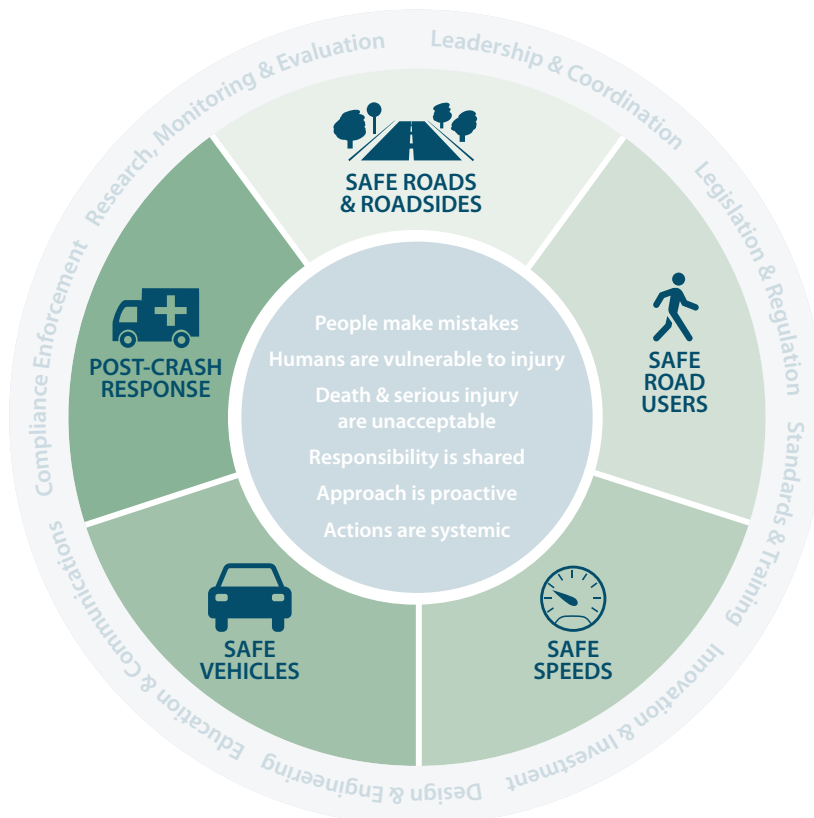 Leadership & Coordination
Legislation & Regulation
Standards & Training
Innovation & Investment
Design & Engineering
Education & Communications
Compliance Enforcement
Research, Monitoring & Evaluation
SAFE ROADS
& ROADSIDES
SAFE
ROAD
USERS
SAFE
SPEEDS
SAFE
VEHICLES
POST-CRASH
RESPONSE
People make mistakes
Humans are vulnerable to injury
Death & serious injury
are unacceptable
Responsibility is shared
Approach is proactive
Actions are systemic